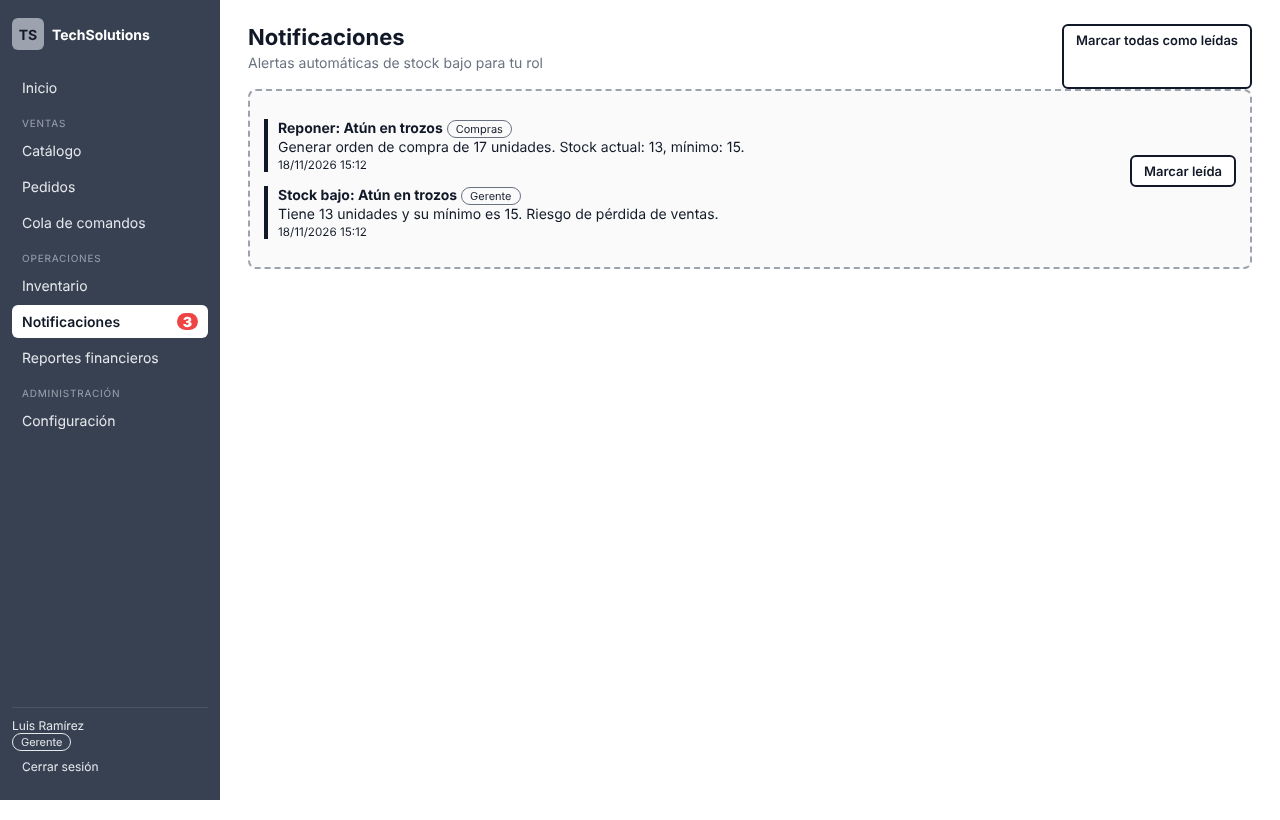 TS TechSolutions
Inicio
VENTAS
Catálogo
Pedidos
Cola de comandos
OPERACIONES
Inventario
Notificaciones 3
Reportes financieros
ADMINISTRACIÓN
Configuración
Luis Ramírez
Gerente
Cerrar sesión
Notificaciones
Alertas automáticas de stock bajo para tu rol
Marcar todas como leídas
Reponer: Atún en trozos Compras
Generar orden de compra de 17 unidades. Stock actual: 13, mínimo: 15.
18/11/2026 15:12
Marcar leída
Stock bajo: Atún en trozos Gerente
Tiene 13 unidades y su mínimo es 15. Riesgo de pérdida de ventas.
18/11/2026 15:12